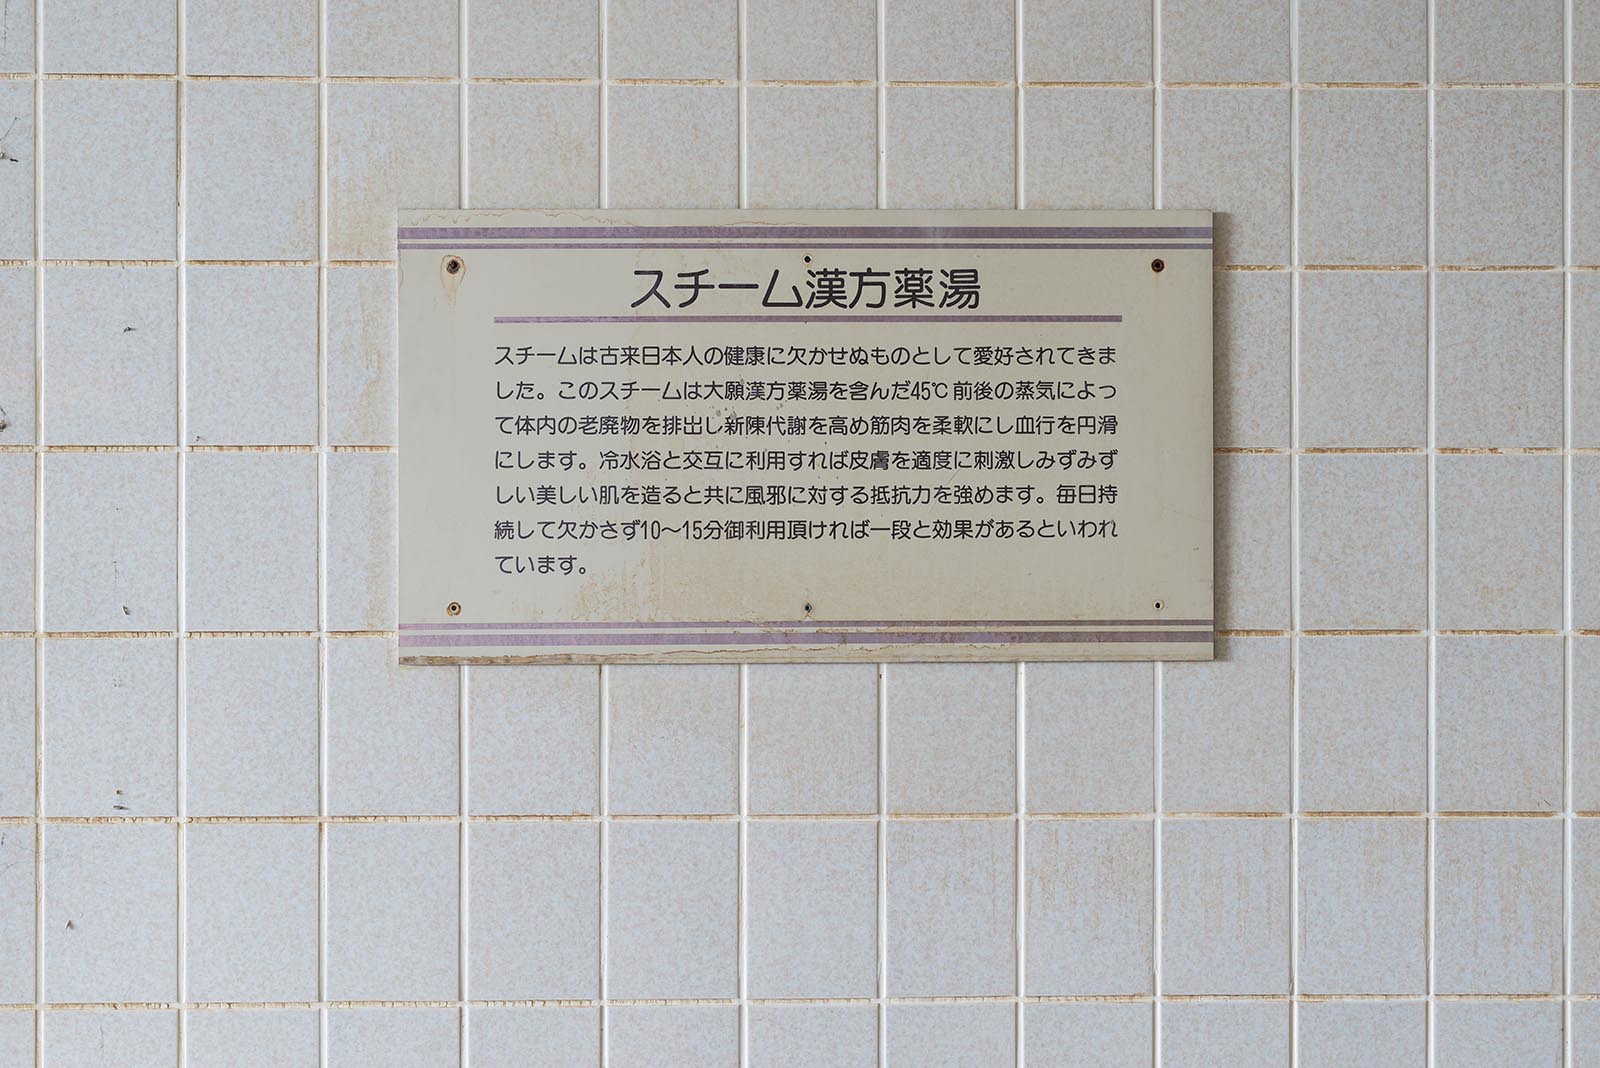 スチーム漢方薬湯
スチームは古来日本人の健康に欠かせぬものとして愛好されてきま
した。このスチームは大願漢方薬湯を含んだ45℃前後の蒸気によっ
て体内の老廃物を排出し新陳代謝を高め筋肉を柔軟にし血行を円滑
にします。冷水浴と交互に利用すれば皮膚を適度に刺激しみずみず
しい美しい肌を造ると共に風邪に対する抵抗力を強めます。毎日持
続して欠かさず10〜15分御利用頂ければ一段と効果があるといわれ
ています。